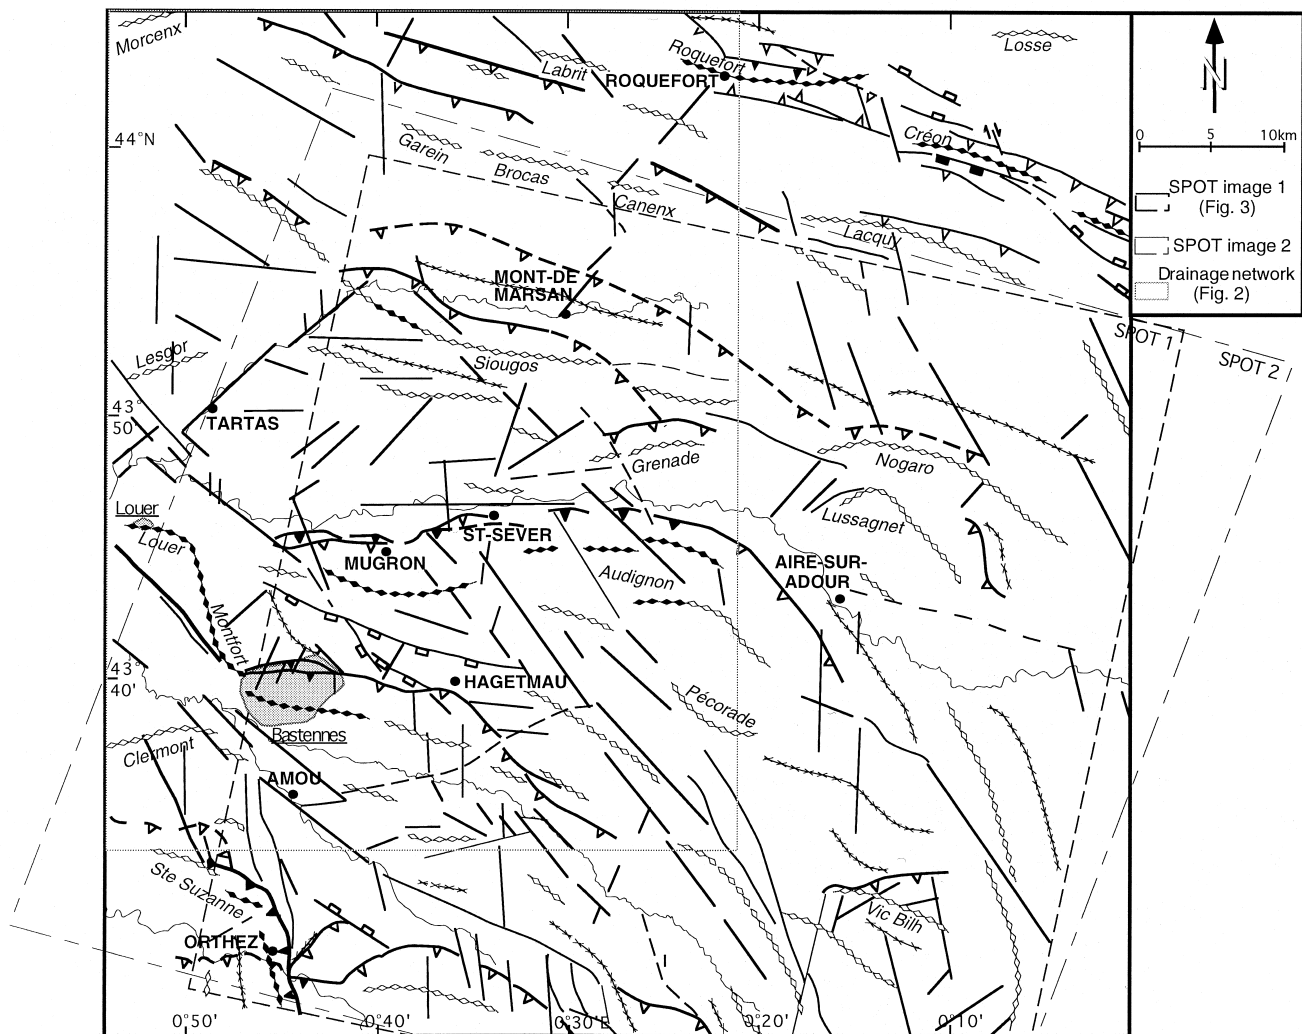 Morcenx
Labrit
Roquefort
ROQUEFORT
Losse
Créon
44°N
Garein
Brocas
Canenx
Lacquy
MONT-DE
MARSAN
Lesgor
Siougos
43°
50'
TARTAS
Grenade
Nogaro
Louer
Louer
ST-SEVER
MUGRON
Lussagnet
Audignon
AIRE-SUR-
ADOUR
Montfort
43°
40'
HAGETMAU
Pécorade
Bastennes
Clermont
AMOU
Ste Suzanne
Vic Bilh
ORTHEZ
0°50'
0°40'
0°30'E
0°20'
0°10'
SPOT 1
SPOT 2
N
0 5 10km
SPOT image 1
(Fig. 3)
SPOT image 2
Drainage network
(Fig. 2)